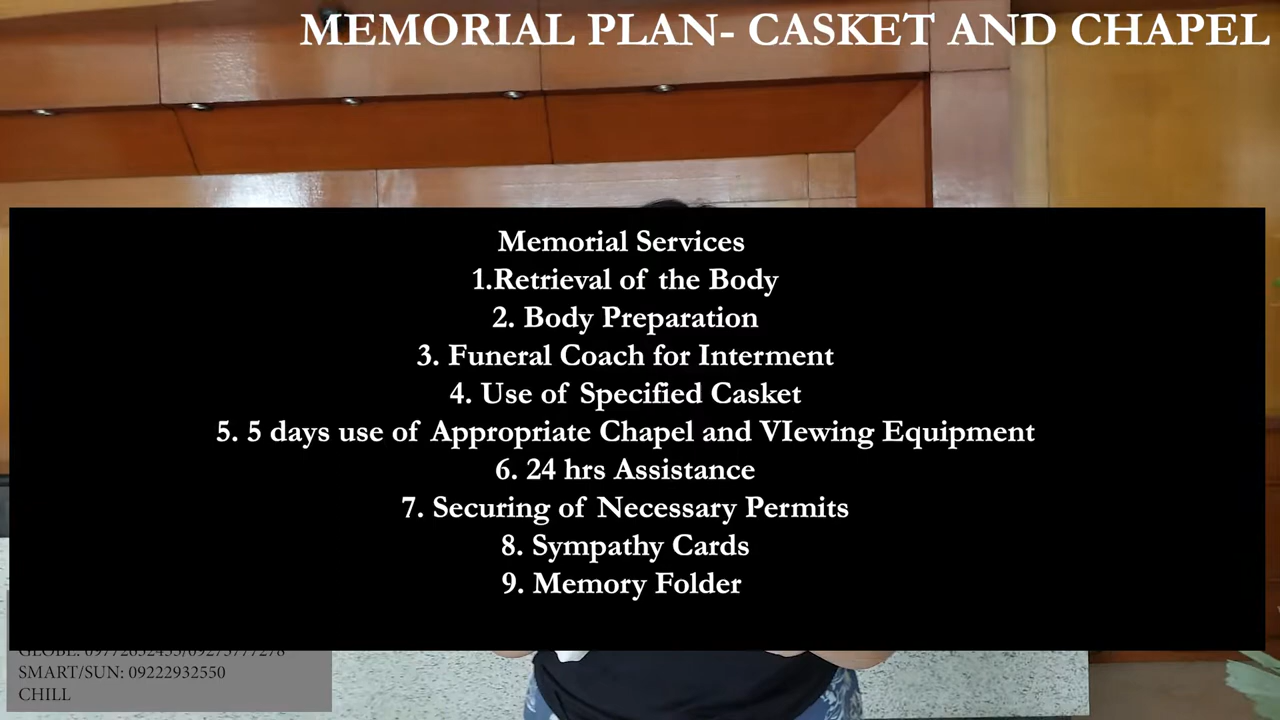 MEMORIAL PLAN- CASKET AND CHAPEL
Memorial Services
1.Retrieval of the Body
2. Body Preparation
3. Funeral Coach for Interment
4. Use of Specified Casket
5. 5 days use of Appropriate Chapel and VIewing Equipment
6. 24 hrs Assistance
7. Securing of Necessary Permits
8. Sympathy Cards
9. Memory Folder
GLOBE:
SMART/SUN: 09222932550
CHILL